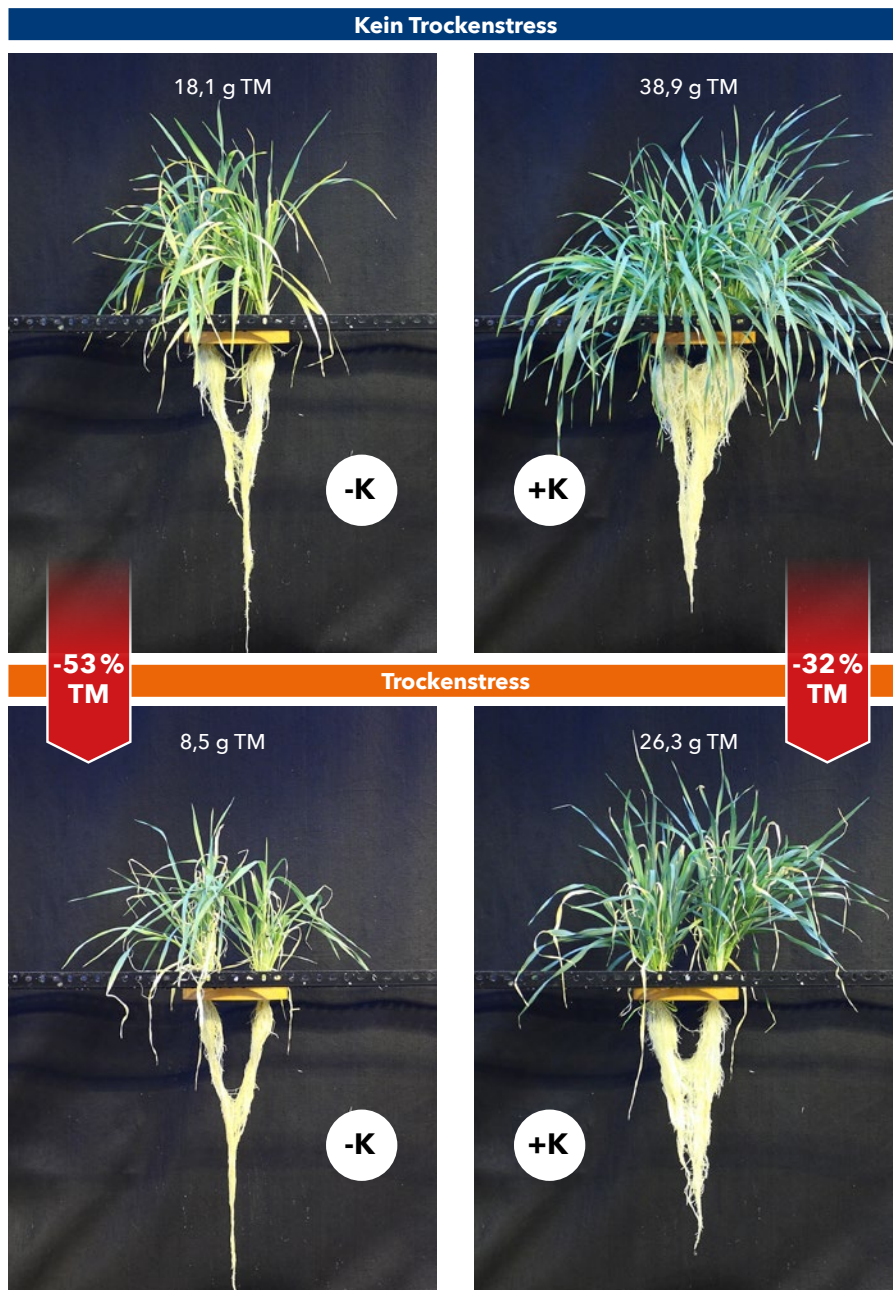 Kein Trockenstress
18,1 g TM
38,9 g TM
-K
+K
-53 %
TM
-32 %
TM
Trockenstress
8,5 g TM
26,3 g TM
-K
+K